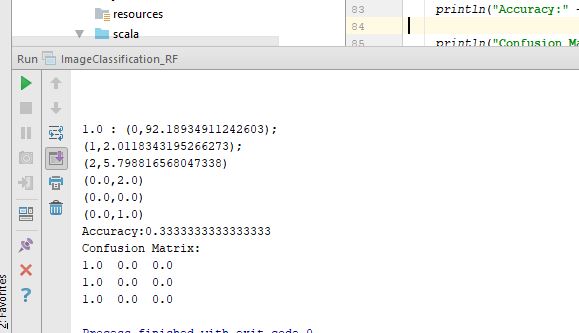 resources
scala
83 println("Accuracy:" -
84
85 println("Confusion Ma
Run ImageClassification_RF
1.0 : (0,92.18934911242603);
(1,2.0118343195266273);
(2,5.798816568047338)
(0.0,2.0)
(0.0,0.0)
(0.0,1.0)
Accuracy:0.3333333333333333
Confusion Matrix:
1.0 0.0 0.0
1.0 0.0 0.0
1.0 0.0 0.0
Process finished with exit code 0
2: Favorites